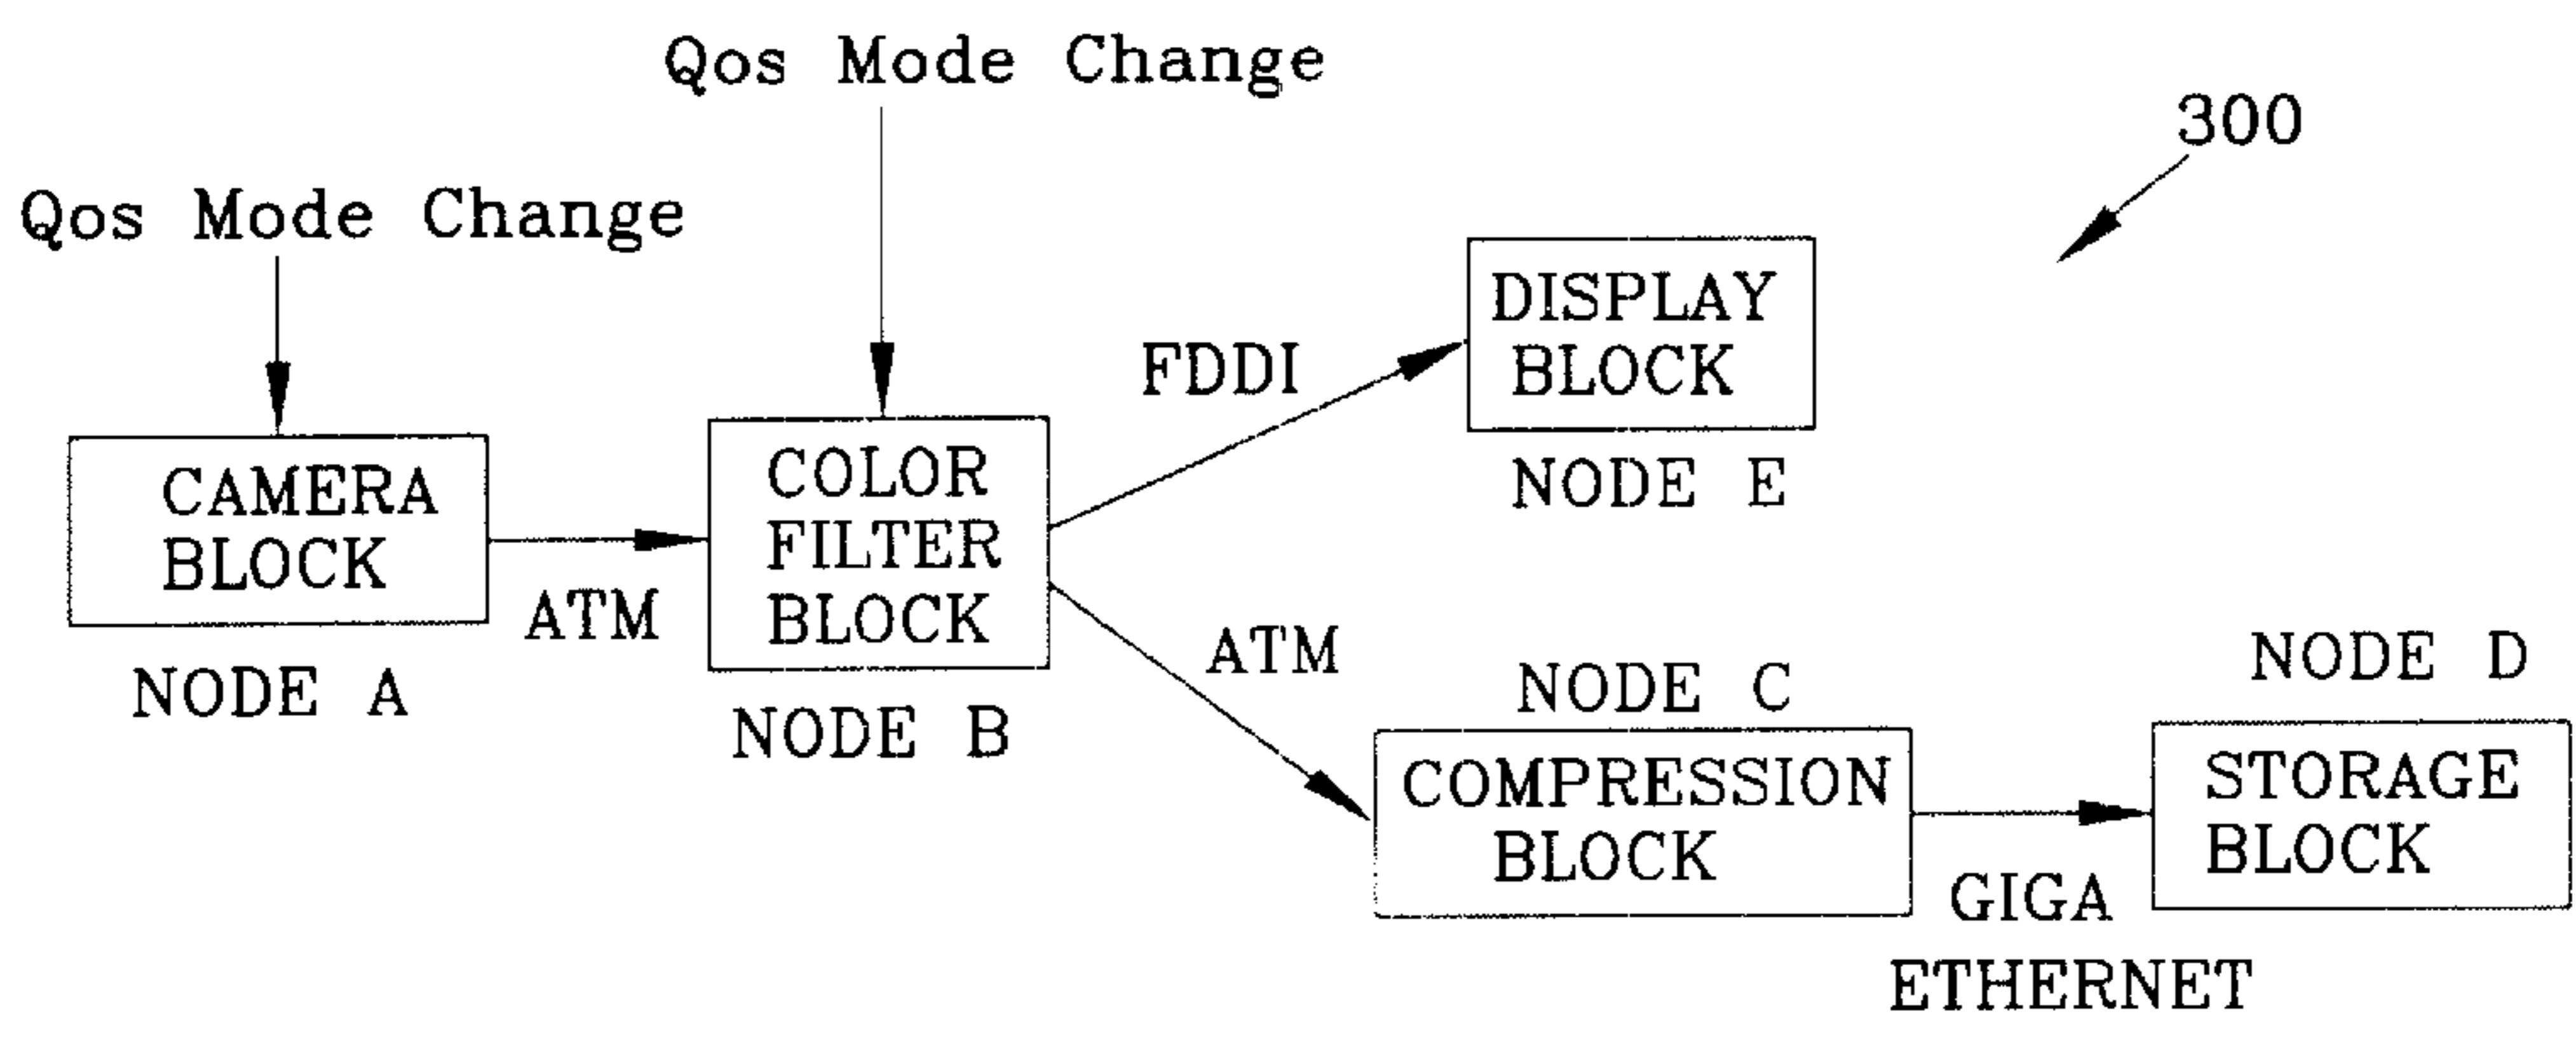 Qos Mode Change
300
Qos Mode Change
DISPLAY
BLOCK
FDDI
NODE E
CAMERA
BLOCK
COLOR
FILTER
BLOCK
ATM
NODE A
NODE B
ATM
NODE C
NODE D
COMPRESSION
BLOCK
STORAGE
BLOCK
GIGA
ETHERNET